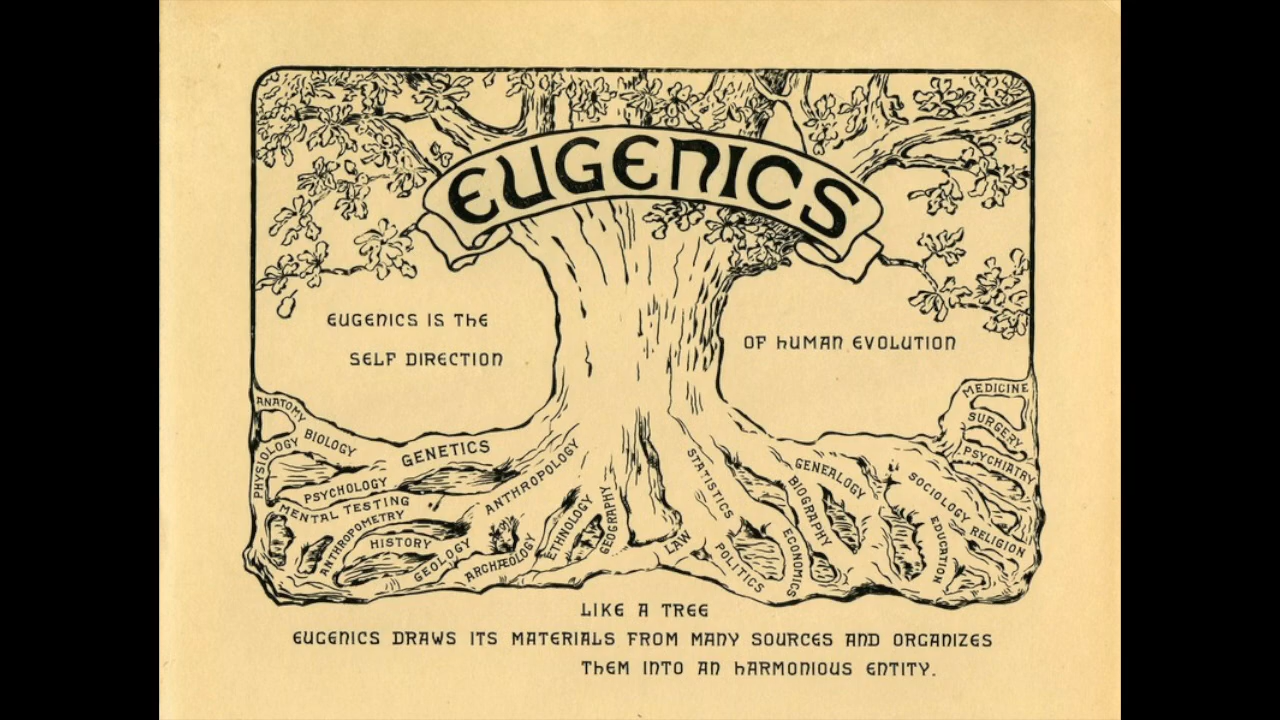 EUGENICS
EUGENICS IS THE
SELF DIRECTION
OF HUMAN EVOLUTION
ANATOMY
PHYSIOLOGY
BIOLOGY
GENETICS
PSYCHOLOGY
MENTAL TESTING
ANTHROPOMETRY
HISTORY
GEOLOGY
ANTHROPOLOGY
ARCHÆOLOGY
ETHNOLOGY
GEOGRAPHY
LAW
STATISTICS
POLITICS
ECONOMICS
BIOGRAPHY
GENEALOGY
EDUCATION
SOCIOLOGY
RELIGION
PSYCHIATRY
SURGERY
MEDICINE
LIKE A TREE
EUGENICS DRAWS ITS MATERIALS FROM MANY SOURCES AND ORGANIZES
THEM INTO AN HARMONIOUS ENTITY.